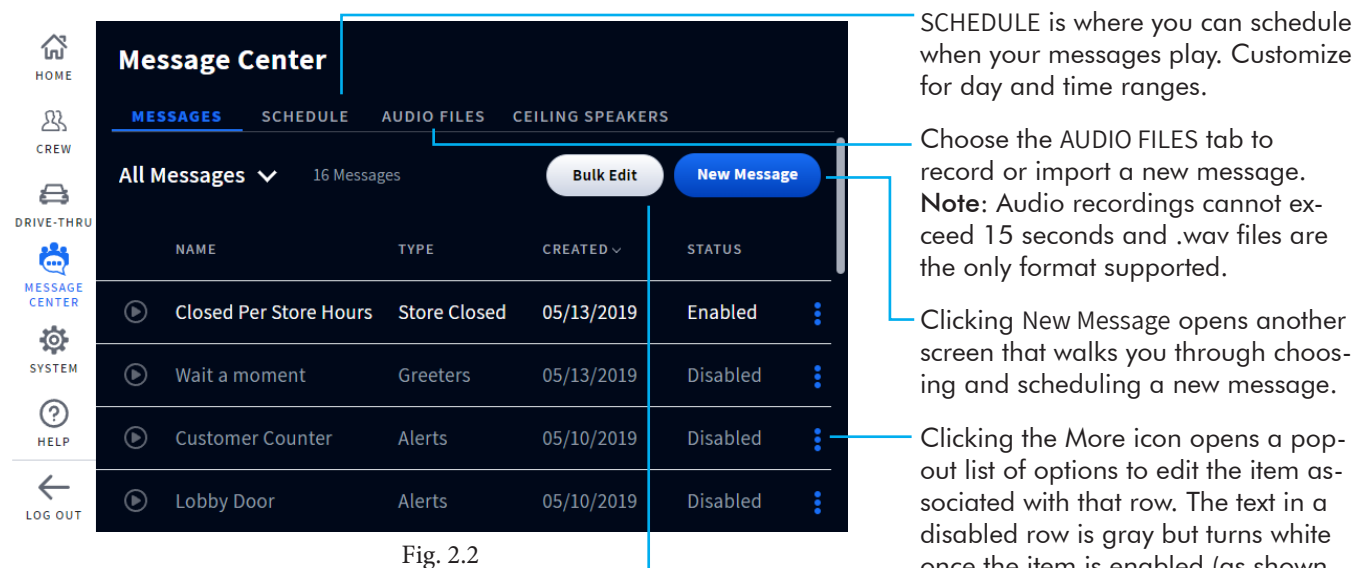 HOME
CREW
DRIVE-THRU
MESSAGE
CENTER
SYSTEM
HELP
LOG OUT
Message Center
MESSAGES SCHEDULE AUDIO FILES CEILING SPEAKERS
All Messages 16 Messages Bulk Edit New Message
NAME TYPE CREATED STATUS
Closed Per Store Hours Store Closed 05/13/2019 Enabled
Wait a moment Greeters 05/13/2019 Disabled
Customer Counter Alerts 05/10/2019 Disabled
Lobby Door Alerts 05/10/2019 Disabled
Fig. 2.2
SCHEDULE is where you can schedule
when your messages play. Customize
for day and time ranges.
Choose the AUDIO FILES tab to
record or import a new message.
Note: Audio recordings cannot ex-
ceed 15 seconds and .wav files are
the only format supported.
Clicking New Message opens another
screen that walks you through choos-
ing and scheduling a new message.
Clicking the More icon opens a pop-
out list of options to edit the item as-
sociated with that row. The text in a
disabled row is gray but turns white
once the item is enabled (as shown